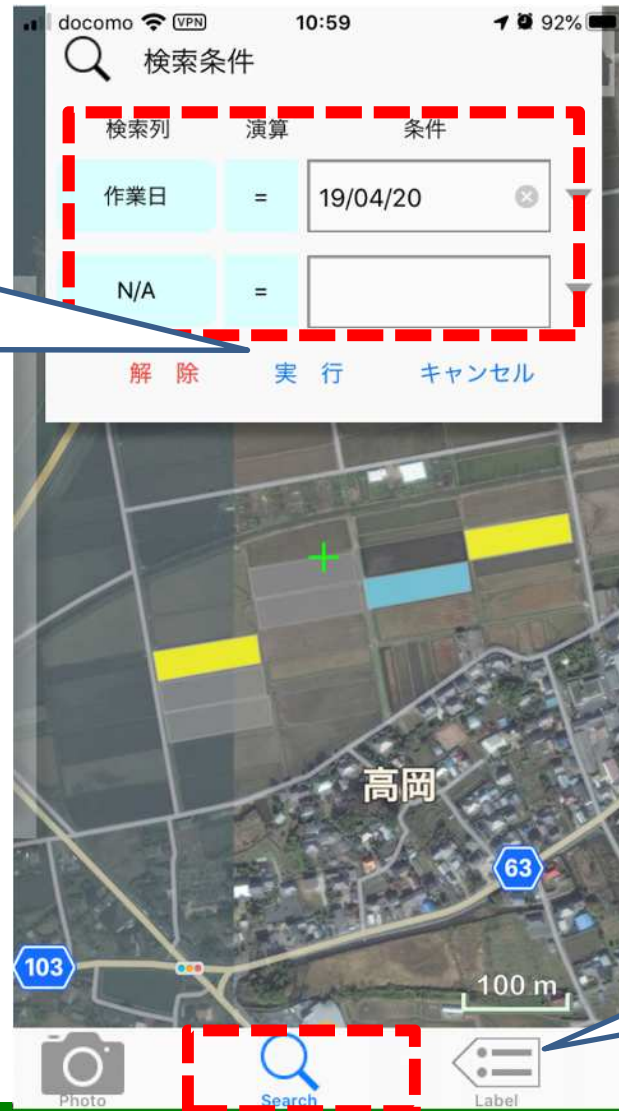 docomo VPN 10:59 92%
検索条件
検索列 演算 条件
作業日 = 19/04/20
N/A =
解 除 実 行 キャンセル
高岡
63
103
100 m
Photo Search Label